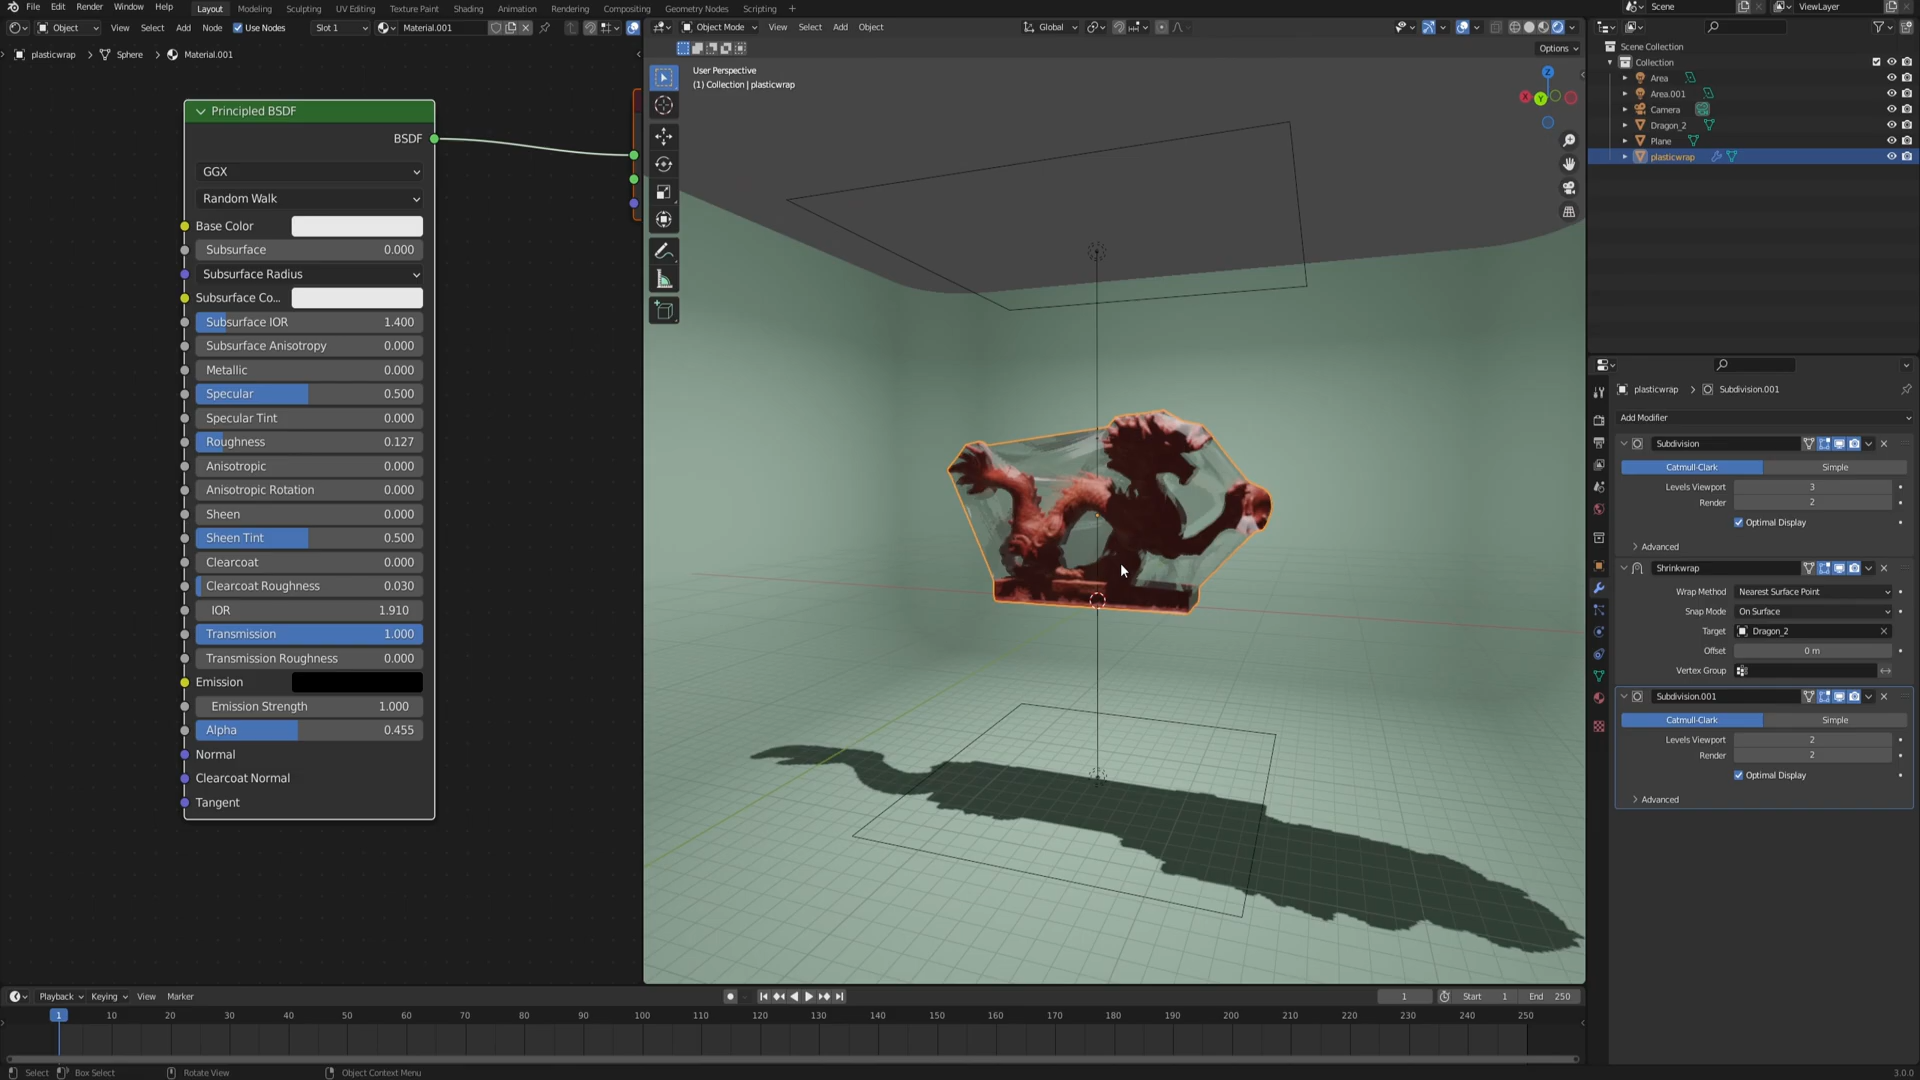 File Edit Render Window Help Layout Modeling Sculpting UV Editing Texture Paint Shading Animation Rendering Compositing Geometry Nodes Scripting + Scene ViewLayer
Object View Select Add Node Use Nodes Slot 1 Material.001 Object Mode View Select Add Object Global
Options
plasticwrap > Sphere > Material.001
User Perspective
(1) Collection | plasticwrap
Principled BSDF
BSDF
GGX
Random Walk
Base Color
Subsurface 0.000
Subsurface Radius
Subsurface Co...
Subsurface IOR 1.400
Subsurface Anisotropy 0.000
Metallic 0.000
Specular 0.500
Specular Tint 0.000
Roughness 0.127
Anisotropic 0.000
Anisotropic Rotation 0.000
Sheen 0.000
Sheen Tint 0.500
Clearcoat 0.000
Clearcoat Roughness 0.030
IOR 1.910
Transmission 1.000
Transmission Roughness 0.000
Emission
Emission Strength 1.000
Alpha 0.455
Normal
Clearcoat Normal
Tangent
Z
Y
Scene Collection
Collection
Area
Area.001
Camera
Dragon_2
Plane
plasticwrap
plasticwrap > Subdivision.001
Add Modifier
Subdivision
Catmull-Clark Simple
Levels Viewport 3
Render 2
Optimal Display
Advanced
Shrinkwrap
Wrap Method Nearest Surface Point
Snap Mode On Surface
Target Dragon_2
Offset 0 m
Vertex Group
Subdivision.001
Catmull-Clark Simple
Levels Viewport 2
Render 2
Optimal Display
Advanced
Playback Keying View Marker 1 Start 1 End 250
1 10 20 30 40 50 60 70 80 90 100 110 120 130 140 150 160 170 180 190 200 210 220 230 240 250
Select Box Select Rotate View Object Context Menu 3.0.0